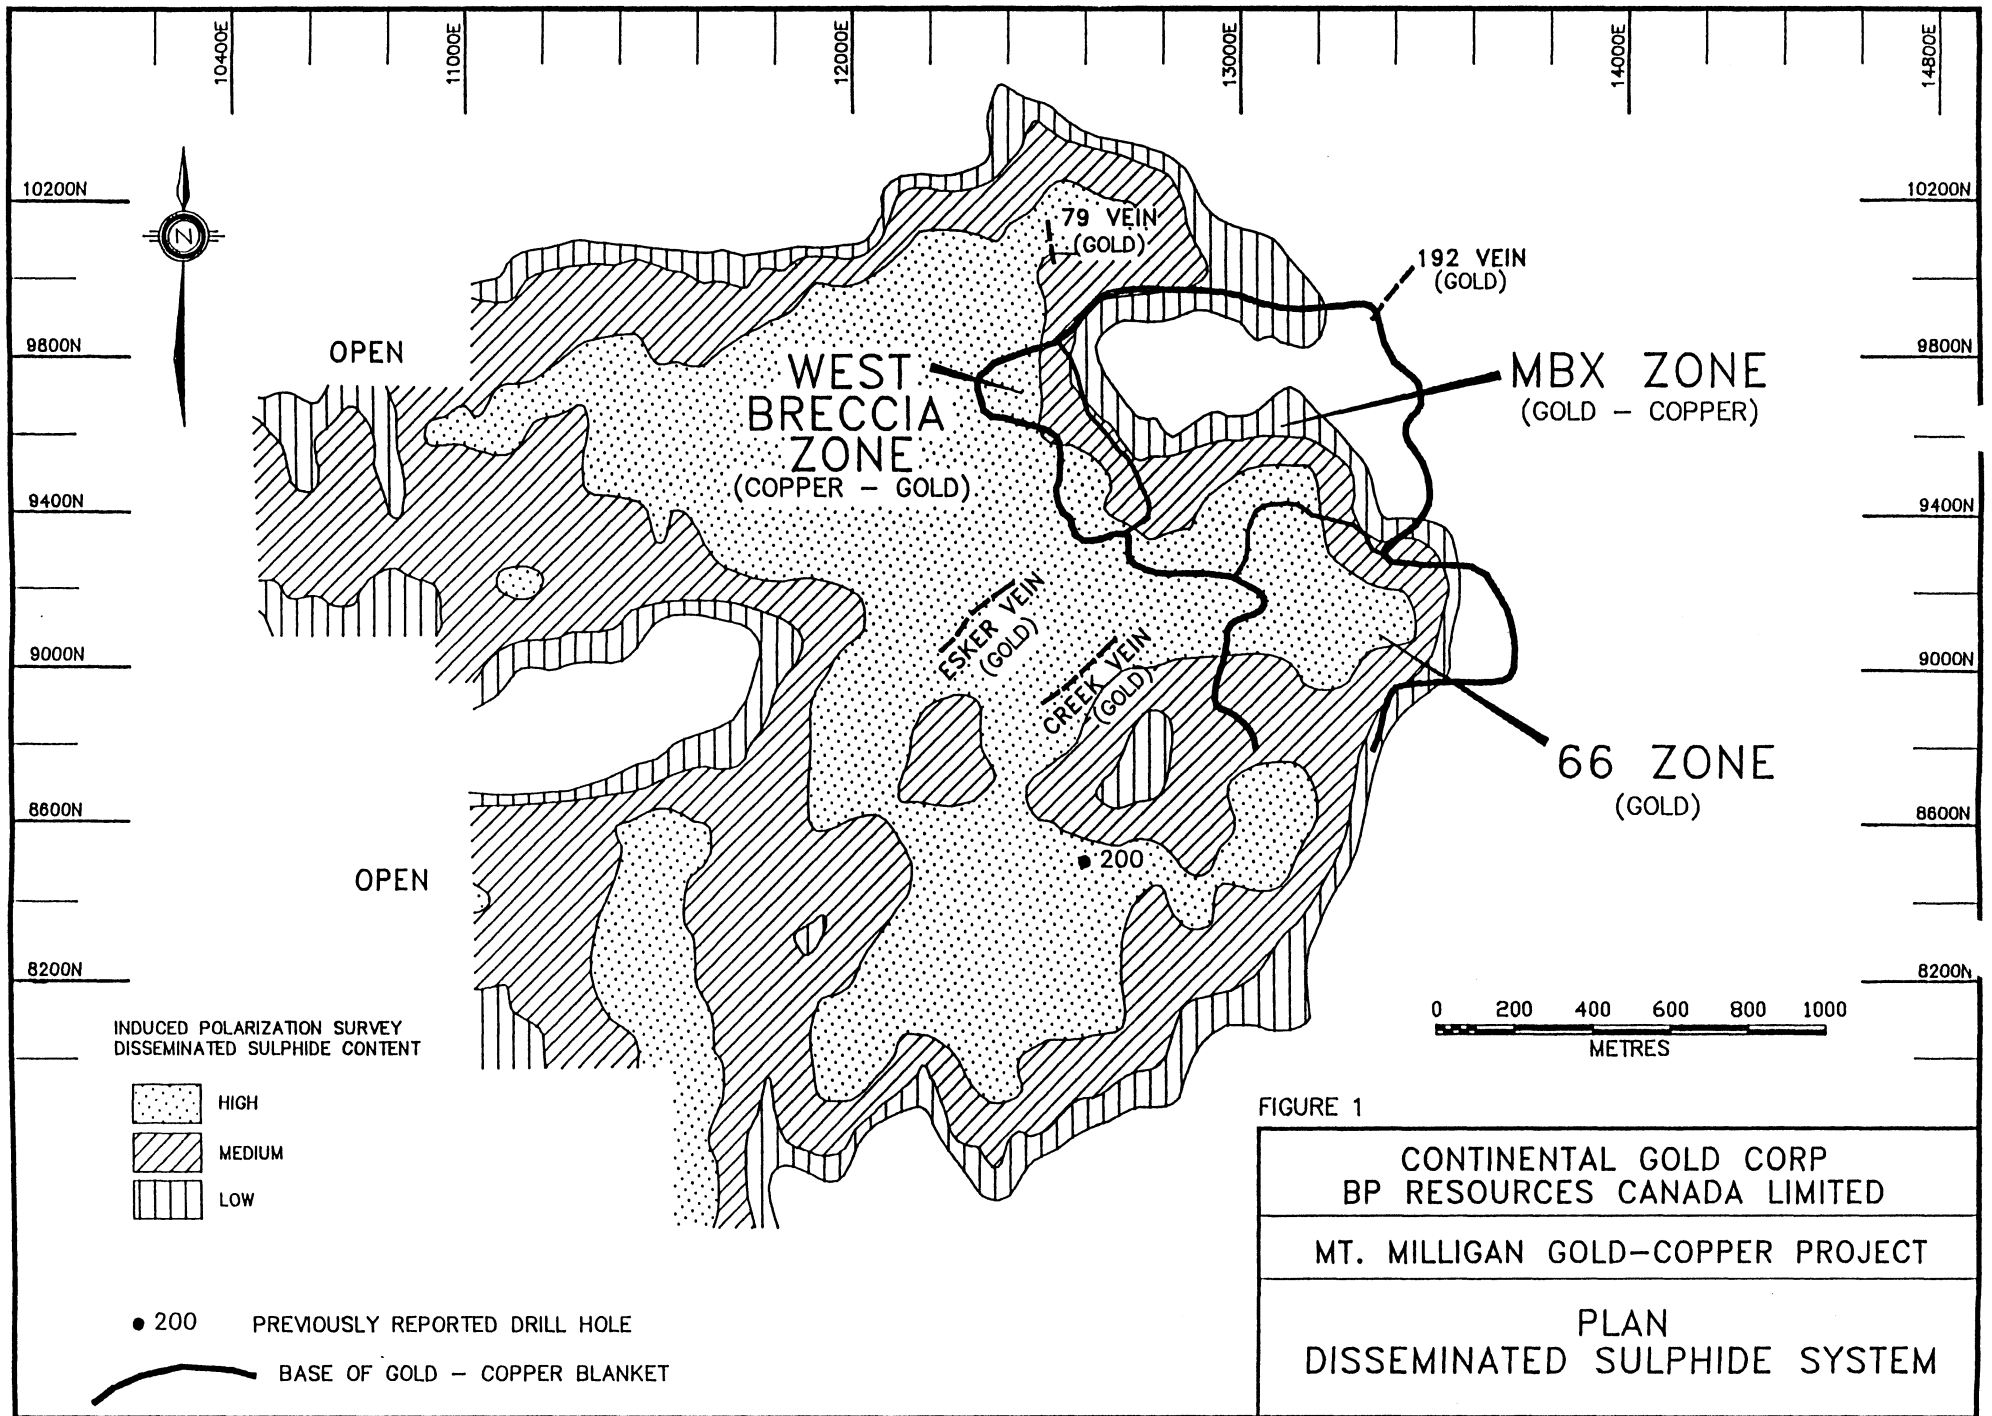 10400E
11000E
12000E
13000E
14000E
14800E
10200N
10200N
N
79 VEIN
(GOLD)
192 VEIN
(GOLD)
OPEN
9800N
9800N
WEST
BRECCIA
ZONE
(COPPER – GOLD)
MBX ZONE
(GOLD – COPPER)
9400N
9400N
ESKER VEIN
(GOLD)
CREEK VEIN
(GOLD)
9000N
9000N
66 ZONE
(GOLD)
8600N
8600N
OPEN
200
8200N
8200N
0 200 400 600 800 1000
METRES
INDUCED POLARIZATION SURVEY
DISSEMINATED SULPHIDE CONTENT
HIGH
MEDIUM
LOW
200 PREVIOUSLY REPORTED DRILL HOLE
BASE OF GOLD – COPPER BLANKET
FIGURE 1
CONTINENTAL GOLD CORP
BP RESOURCES CANADA LIMITED
MT. MILLIGAN GOLD–COPPER PROJECT
PLAN
DISSEMINATED SULPHIDE SYSTEM